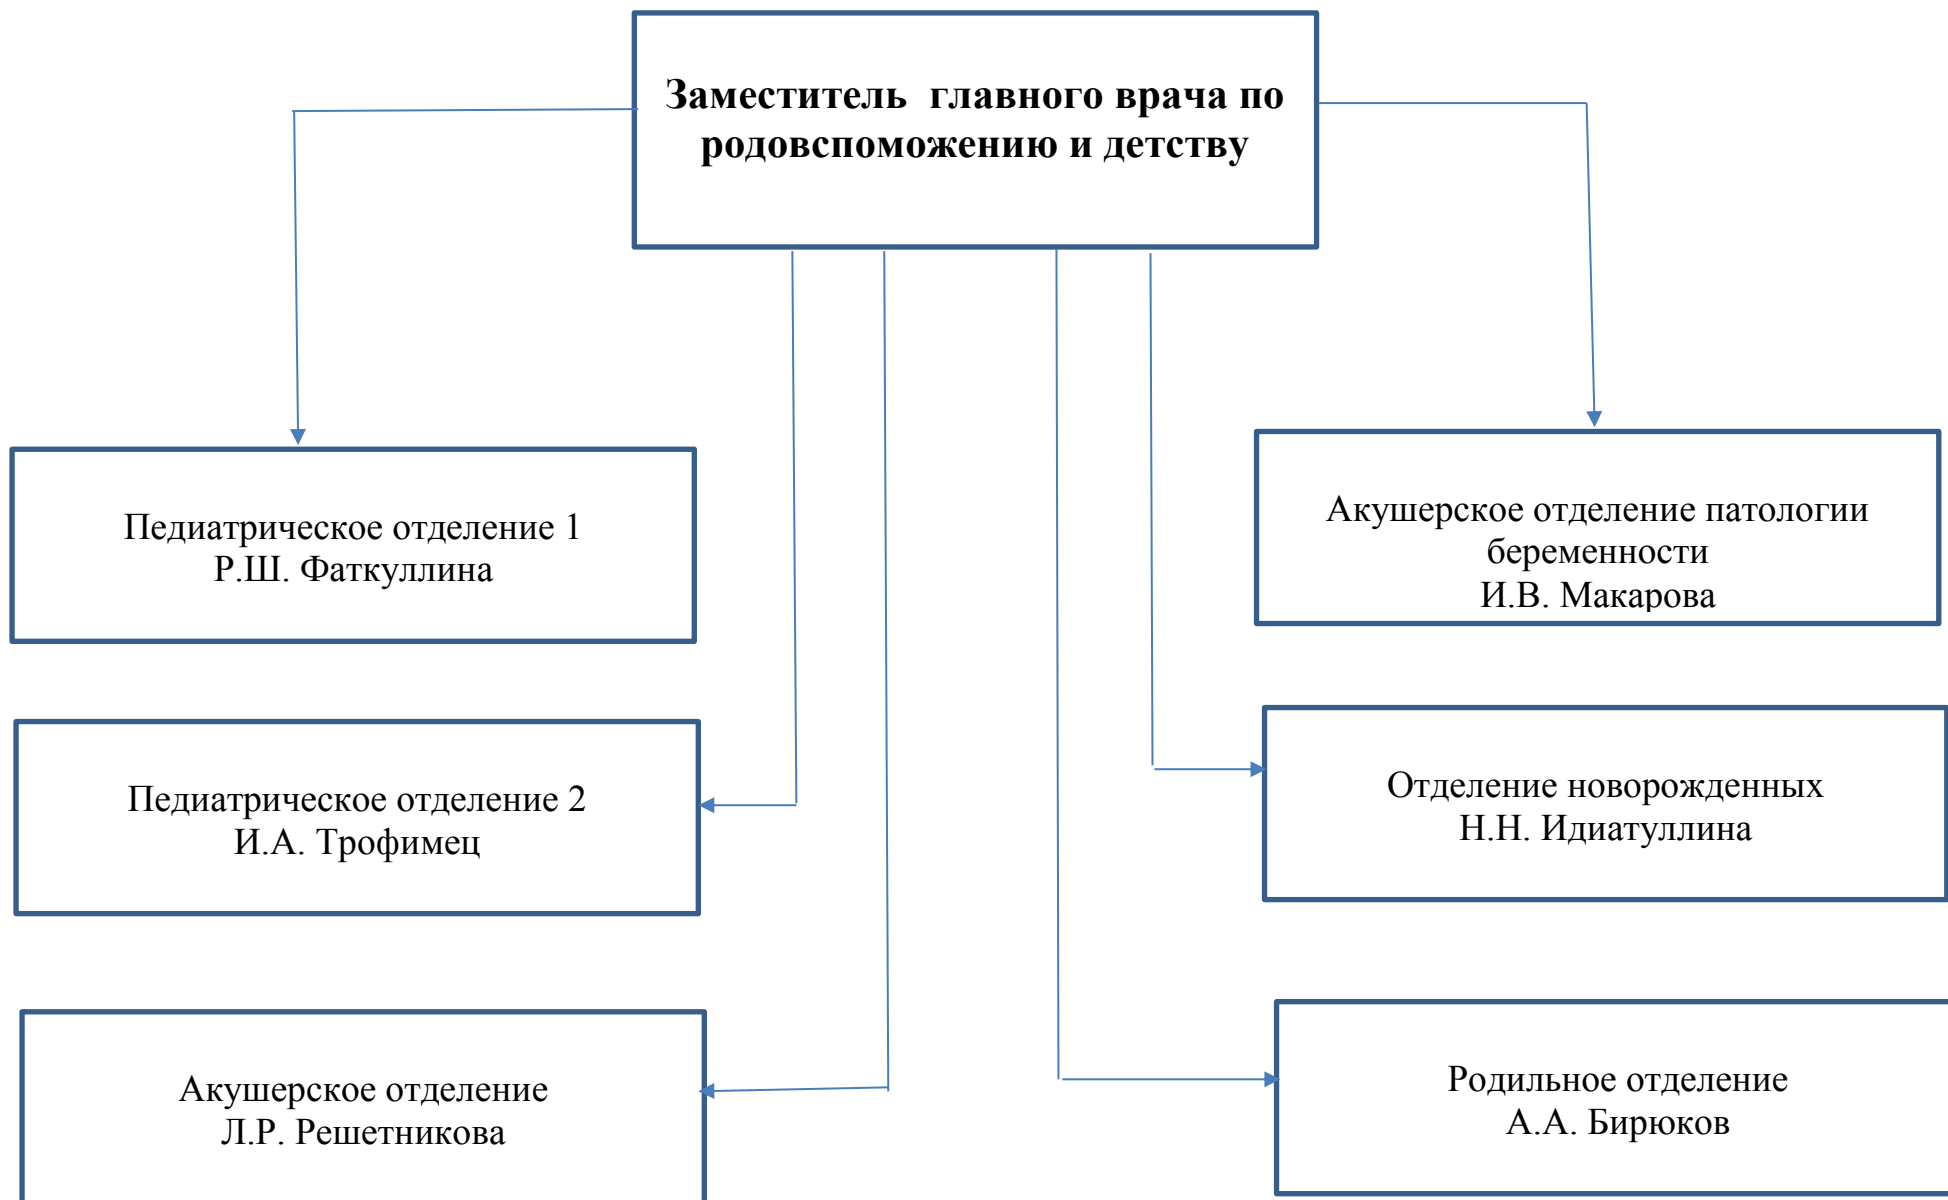 Заместитель главного врача по
родовспоможению и детству
Педиатрическое отделение 1
Р.Ш. Фаткуллина
Акушерское отделение патологии
беременности
И.В. Макарова
Педиатрическое отделение 2
И.А. Трофимец
Отделение новорожденных
Н.Н. Идиатуллина
Акушерское отделение
Л.Р. Решетникова
Родильное отделение
А.А. Бирюков